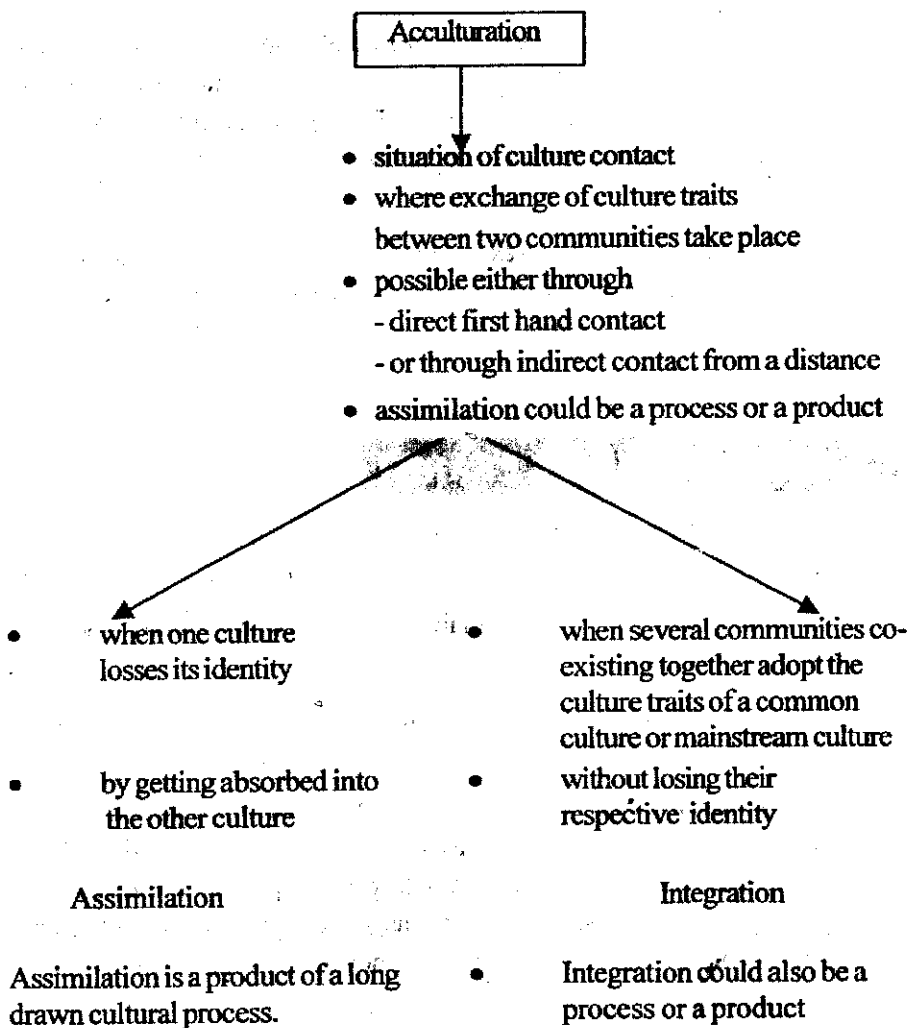 Acculturation
• situation of culture contact
• where exchange of culture traits
between two communities take place
• possible either through
- direct first hand contact
- or through indirect contact from a distance
• assimilation could be a process or a product
• when one culture
losses its identity
• by getting absorbed into
the other culture
Assimilation
Assimilation is a product of a long
drawn cultural process.
• when several communities co-
existing together adopt the
culture traits of a common
culture or mainstream culture
• without losing their
respective identity
Integration
• Integration could also be a
process or a product